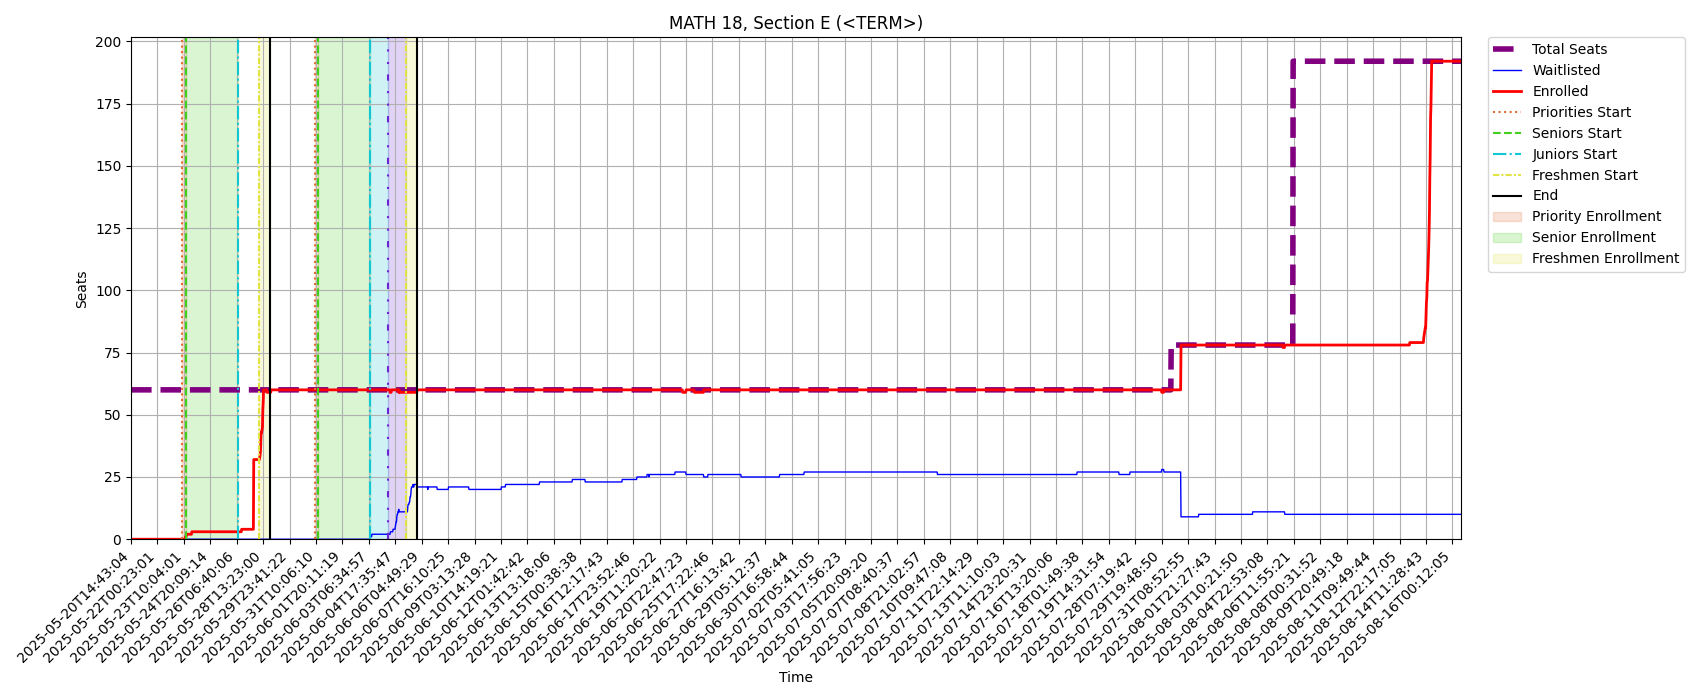 MATH 18, Section E (<TERM>)
200
175
150
125
100
75
50
25
0
Seats
2025-05-20T14:43:04
2025-05-22T00:23:01
2025-05-23T10:04:01
2025-05-24T20:09:14
2025-05-26T06:40:06
2025-05-28T13:23:00
2025-05-29T23:41:22
2025-05-31T10:06:10
2025-06-01T20:11:19
2025-06-03T06:34:57
2025-06-04T17:35:47
2025-06-06T04:49:29
2025-06-07T16:10:25
2025-06-09T03:13:28
2025-06-10T14:19:21
2025-06-12T01:42:42
2025-06-13T13:18:06
2025-06-15T00:38:38
2025-06-16T12:17:43
2025-06-17T23:52:46
2025-06-19T11:20:22
2025-06-20T22:47:23
2025-06-25T17:22:46
2025-06-27T16:13:42
2025-06-29T05:12:37
2025-06-30T16:58:44
2025-07-02T05:41:05
2025-07-03T17:56:23
2025-07-05T20:09:20
2025-07-07T08:40:37
2025-07-08T21:02:57
2025-07-10T09:47:08
2025-07-11T22:14:29
2025-07-13T11:10:03
2025-07-14T23:20:31
2025-07-16T13:20:06
2025-07-18T01:49:38
2025-07-19T14:31:54
2025-07-28T07:19:42
2025-07-29T19:48:50
2025-07-31T08:52:55
2025-08-01T21:27:43
2025-08-03T10:21:50
2025-08-04T22:53:08
2025-08-06T11:55:21
2025-08-08T00:31:52
2025-08-09T20:49:18
2025-08-11T09:49:44
2025-08-12T22:17:05
2025-08-14T11:28:43
2025-08-16T00:12:05
Time
Total Seats
Waitlisted
Enrolled
Priorities Start
Seniors Start
Juniors Start
Freshmen Start
End
Priority Enrollment
Senior Enrollment
Freshmen Enrollment